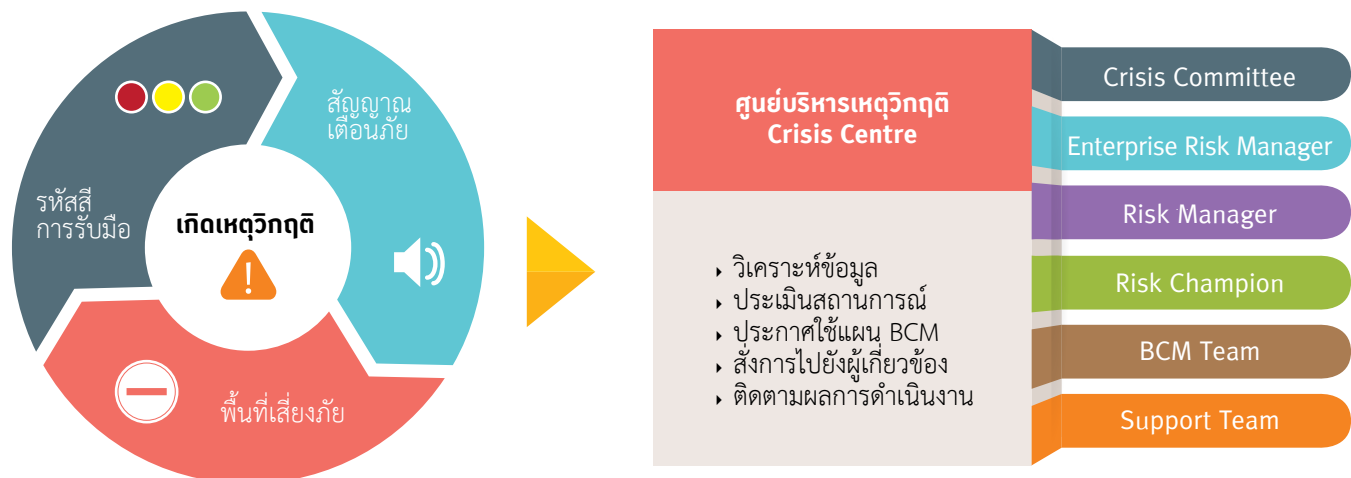 สัญญาณ
เตือนภัย
รหัสสี
การรับมือ
เกิดเหตุวิกฤติ
!
พื้นที่เสี่ยงภัย
ศูนย์บริหารเหตุวิกฤติ
Crisis Centre
‣ วิเคราะห์ข้อมูล
‣ ประเมินสถานการณ์
‣ ประกาศใช้แผน BCM
‣ สั่งการไปยังผู้เกี่ยวข้อง
‣ ติดตามผลการดำเนินงาน
Crisis Committee
Enterprise Risk Manager
Risk Manager
Risk Champion
BCM Team
Support Team